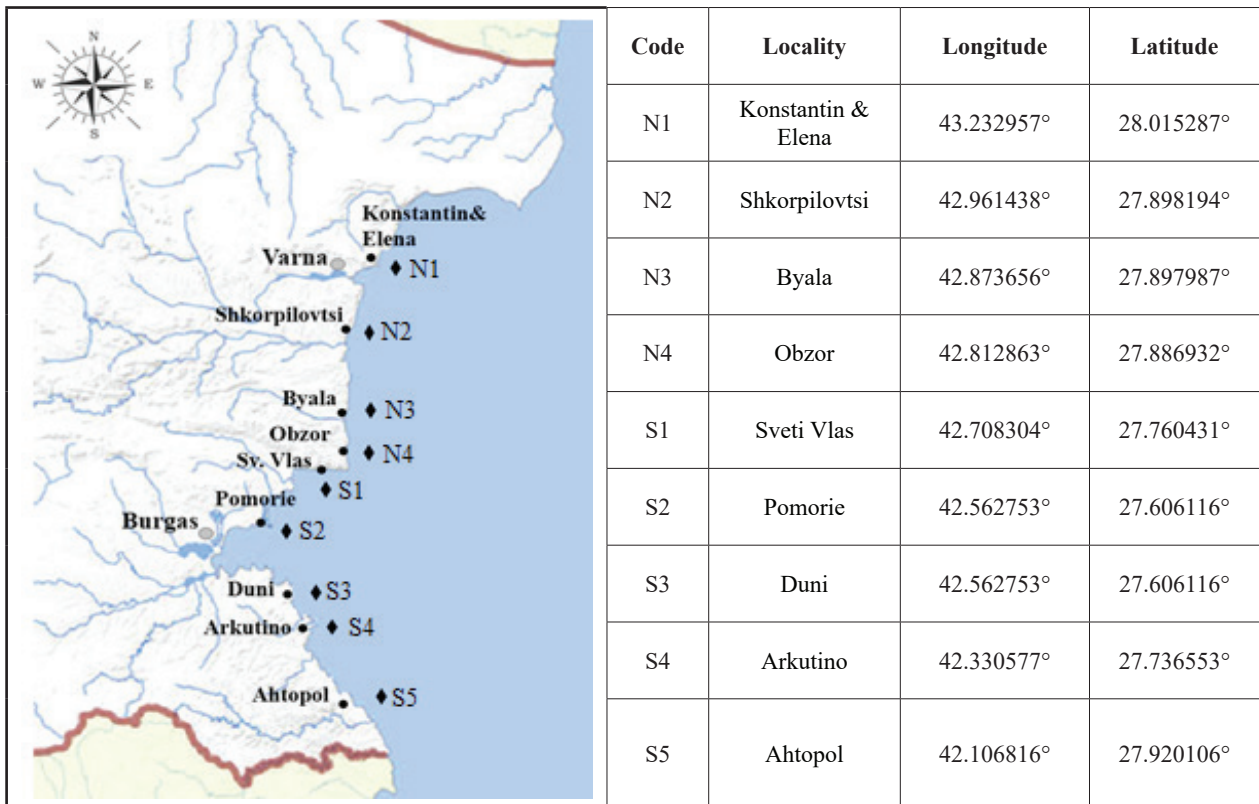 N
W E
S
Konstantin&
Elena
Varna
N1
Shkorpilovtsi
N2
Byala
N3
Obzor
N4
Sv. Vlas
S1
Pomorie
Burgas
S2
Duni
S3
Arkutino
S4
Ahtopol
S5
Code Locality Longitude Latitude
N1 Konstantin &
Elena 43.232957° 28.015287°
N2 Shkorpilovtsi 42.961438° 27.898194°
N3 Byala 42.873656° 27.897987°
N4 Obzor 42.812863° 27.886932°
S1 Sveti Vlas 42.708304° 27.760431°
S2 Pomorie 42.562753° 27.606116°
S3 Duni 42.562753° 27.606116°
S4 Arkutino 42.330577° 27.736553°
S5 Ahtopol 42.106816° 27.920106°